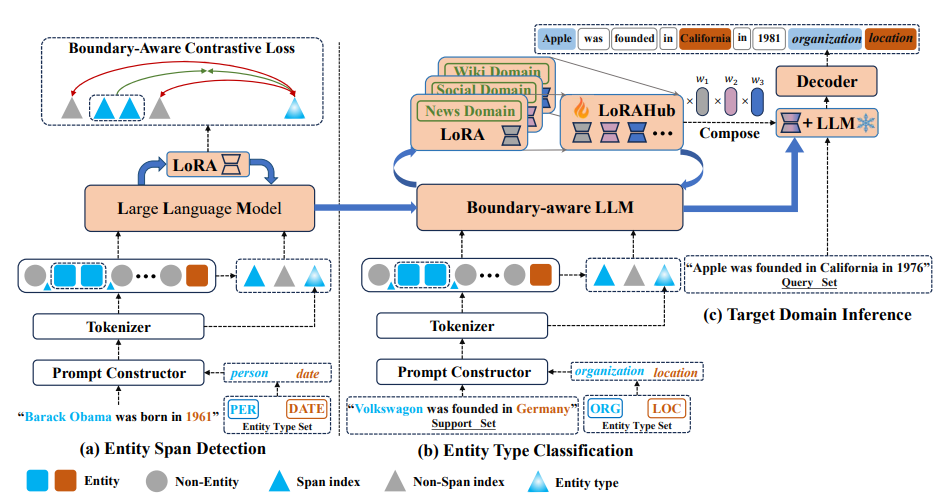 Boundary-Aware Contrastive Loss
LoRA
Large Language Model
Tokenizer
Prompt Constructor
person date
PER DATE
Entity Type Set
“Barack Obama was born in 1961”
(a) Entity Span Detection
Wiki Domain
Social Domain
News Domain
LoRA
LoRAHub
...
w1 w2 w3
× × ×
Compose
Boundary-aware LLM
Tokenizer
Prompt Constructor
organization location
ORG LOC
Entity Type Set
“Volkswagon was founded in Germany”
Support Set
(b) Entity Type Classification
Apple was founded in California in 1981 organization location
Decoder
+ LLM
“Apple was founded in California in 1976”
Query Set
(c) Target Domain Inference
Entity Non-Entity Span index Non-Span index Entity type